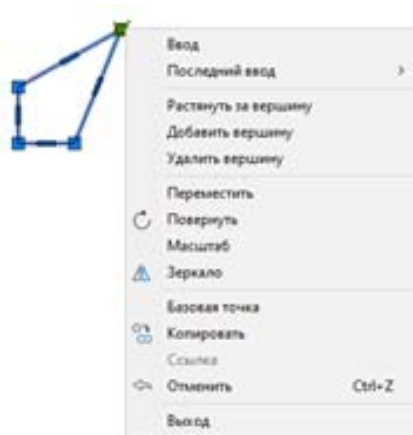 Ввод
Последний ввод
Растянуть за вершину
Добавить вершину
Удалить вершину
Переместить
Повернуть
Масштаб
Зеркало
Базовая точка
Копировать
Ссылка
Отменить Ctrl+Z
Выход